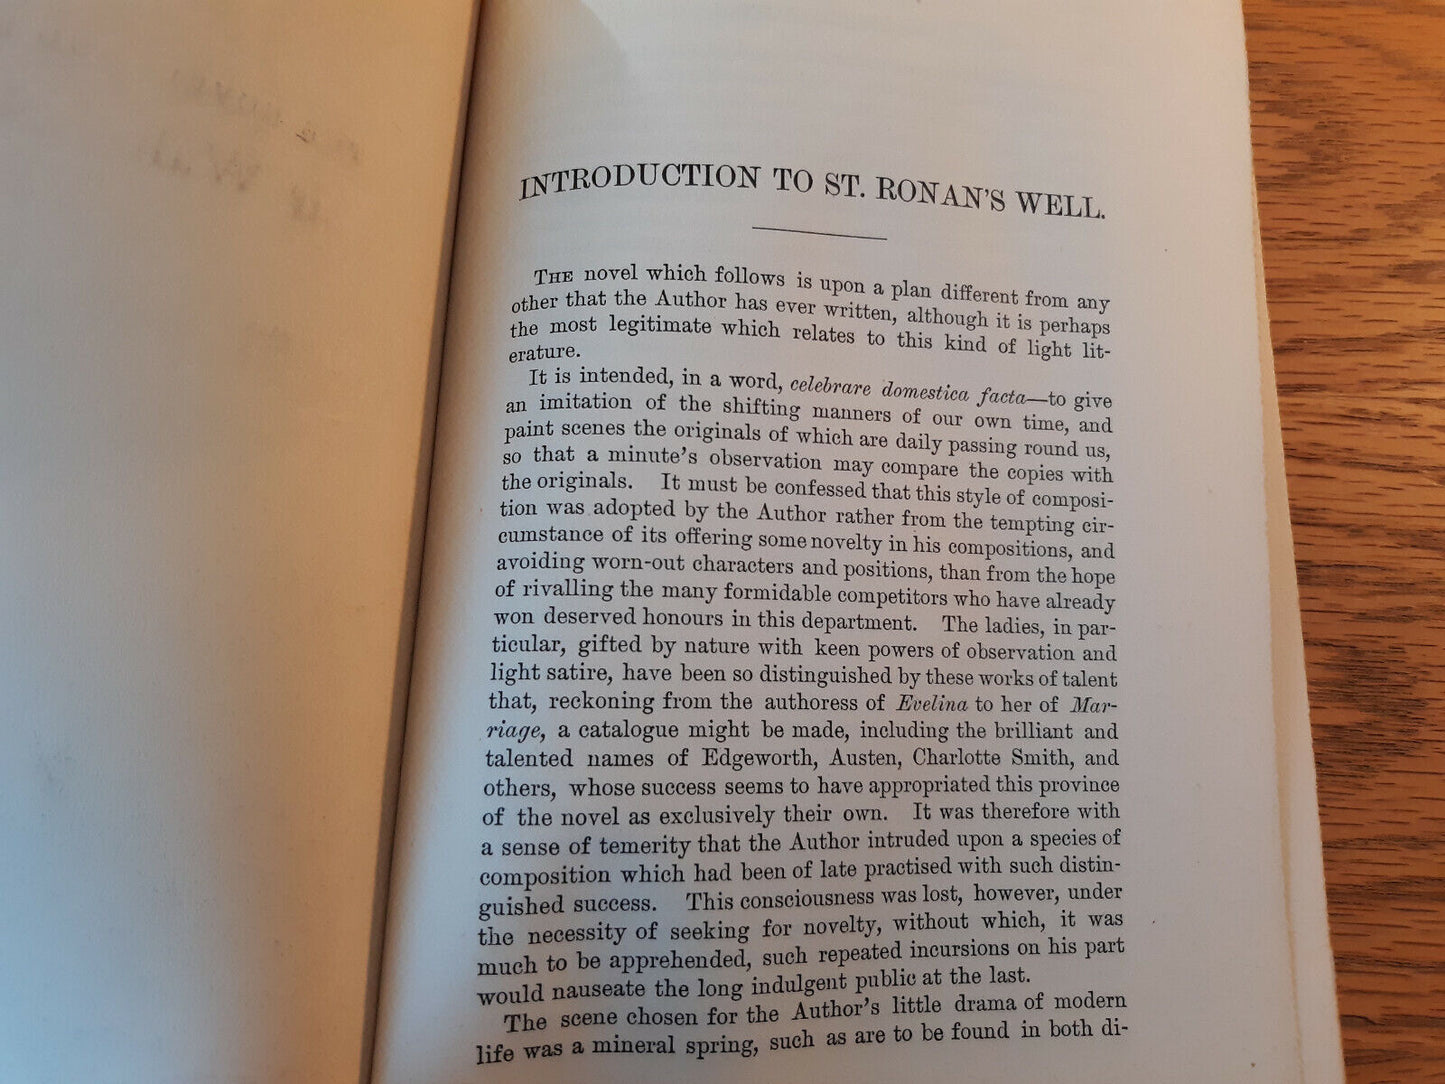 INTRODUCTION TO ST. RONAN'S WELL.
THE novel which follows is upon a plan different from any
other that the Author has ever written, although it is perhaps
the most legitimate which relates to this kind of light lit-
erature.
It is intended, in a word, celebrare domestica facta—to give
an imitation of the shifting manners of our own time, and
paint scenes the originals of which are daily passing round us,
so that a minute's observation may compare the copies with
the originals. It must be confessed that this style of composi-
tion was adopted by the Author rather from the tempting cir-
cumstance of its offering some novelty in his compositions, and
avoiding worn-out characters and positions, than from the hope
of rivalling the many formidable competitors who have already
won deserved honours in this department. The ladies, in par-
ticular, gifted by nature with keen powers of observation and
light satire, have been so distinguished by these works of talent
that, reckoning from the authoress of Evelina to her of Mar-
riage, a catalogue might be made, including the brilliant and
talented names of Edgeworth, Austen, Charlotte Smith, and
others, whose success seems to have appropriated this province
of the novel as exclusively their own. It was therefore with
a sense of temerity that the Author intruded upon a species of
composition which had been of late practised with such distin-
guished success. This consciousness was lost, however, under
the necessity of seeking for novelty, without which, it was
much to be apprehended, such repeated incursions on his part
would nauseate the long indulgent public at the last.
The scene chosen for the Author's little drama of modern
life was a mineral spring, such as are to be found in both di-